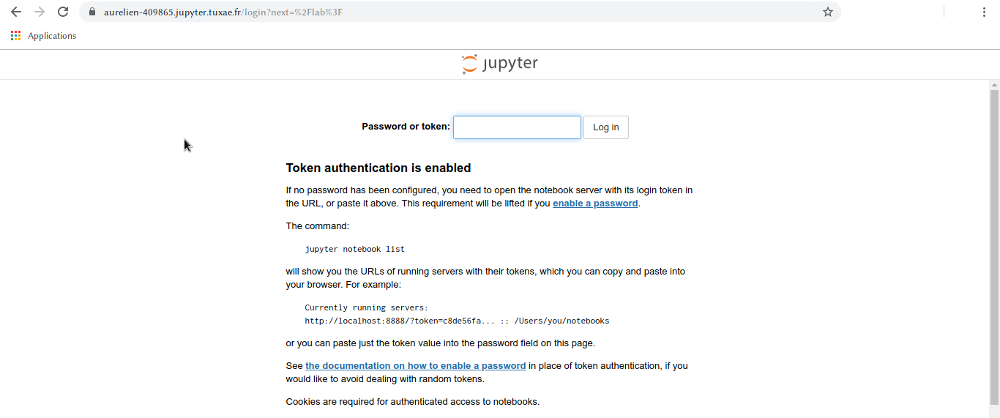 aurelien-409865.jupyter.tuxae.fr/login?next=%2Flab%3F
Applications
jupyter
Password or token:
Log in
Token authentication is enabled
If no password has been configured, you need to open the notebook server with its login token in
the URL, or paste it above. This requirement will be lifted if you enable a password.
The command:
jupyter notebook list
will show you the URLs of running servers with their tokens, which you can copy and paste into
your browser. For example:
Currently running servers:
http://localhost:8888/?token=c8de56fa... :: /Users/you/notebooks
or you can paste just the token value into the password field on this page.
See the documentation on how to enable a password in place of token authentication, if you
would like to avoid dealing with random tokens.
Cookies are required for authenticated access to notebooks.